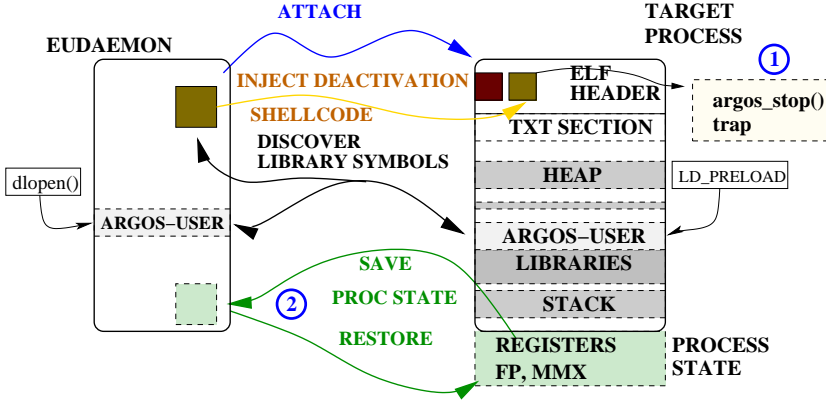 ATTACH
TARGET
PROCESS
EUDAEMON
1
INJECT DEACTIVATION
SHELLCODE
ELF
HEADER
argos_stop()
trap
TXT SECTION
DISCOVER
LIBRARY SYMBOLS
dlopen()
HEAP
LD_PRELOAD
ARGOS−USER
ARGOS−USER
SAVE
LIBRARIES
2
PROC STATE
STACK
RESTORE
REGISTERS
FP, MMX
PROCESS
STATE